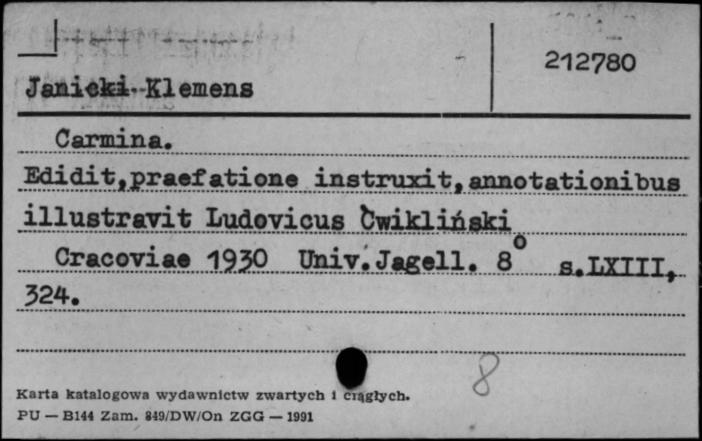 212780
Janicki Klemens
Carmina.
Edidit,praefatione instruxit,annotationibus
illustravit Ludovicus Ćwikliński
Cracoviae 1930 Univ.Jagell. 8° s.LXIII,
324.
8
Karta katalogowa wydawnictw zwartych i ciągłych.
PU — B144 Zam. 849/DW/On ZGG — 1991